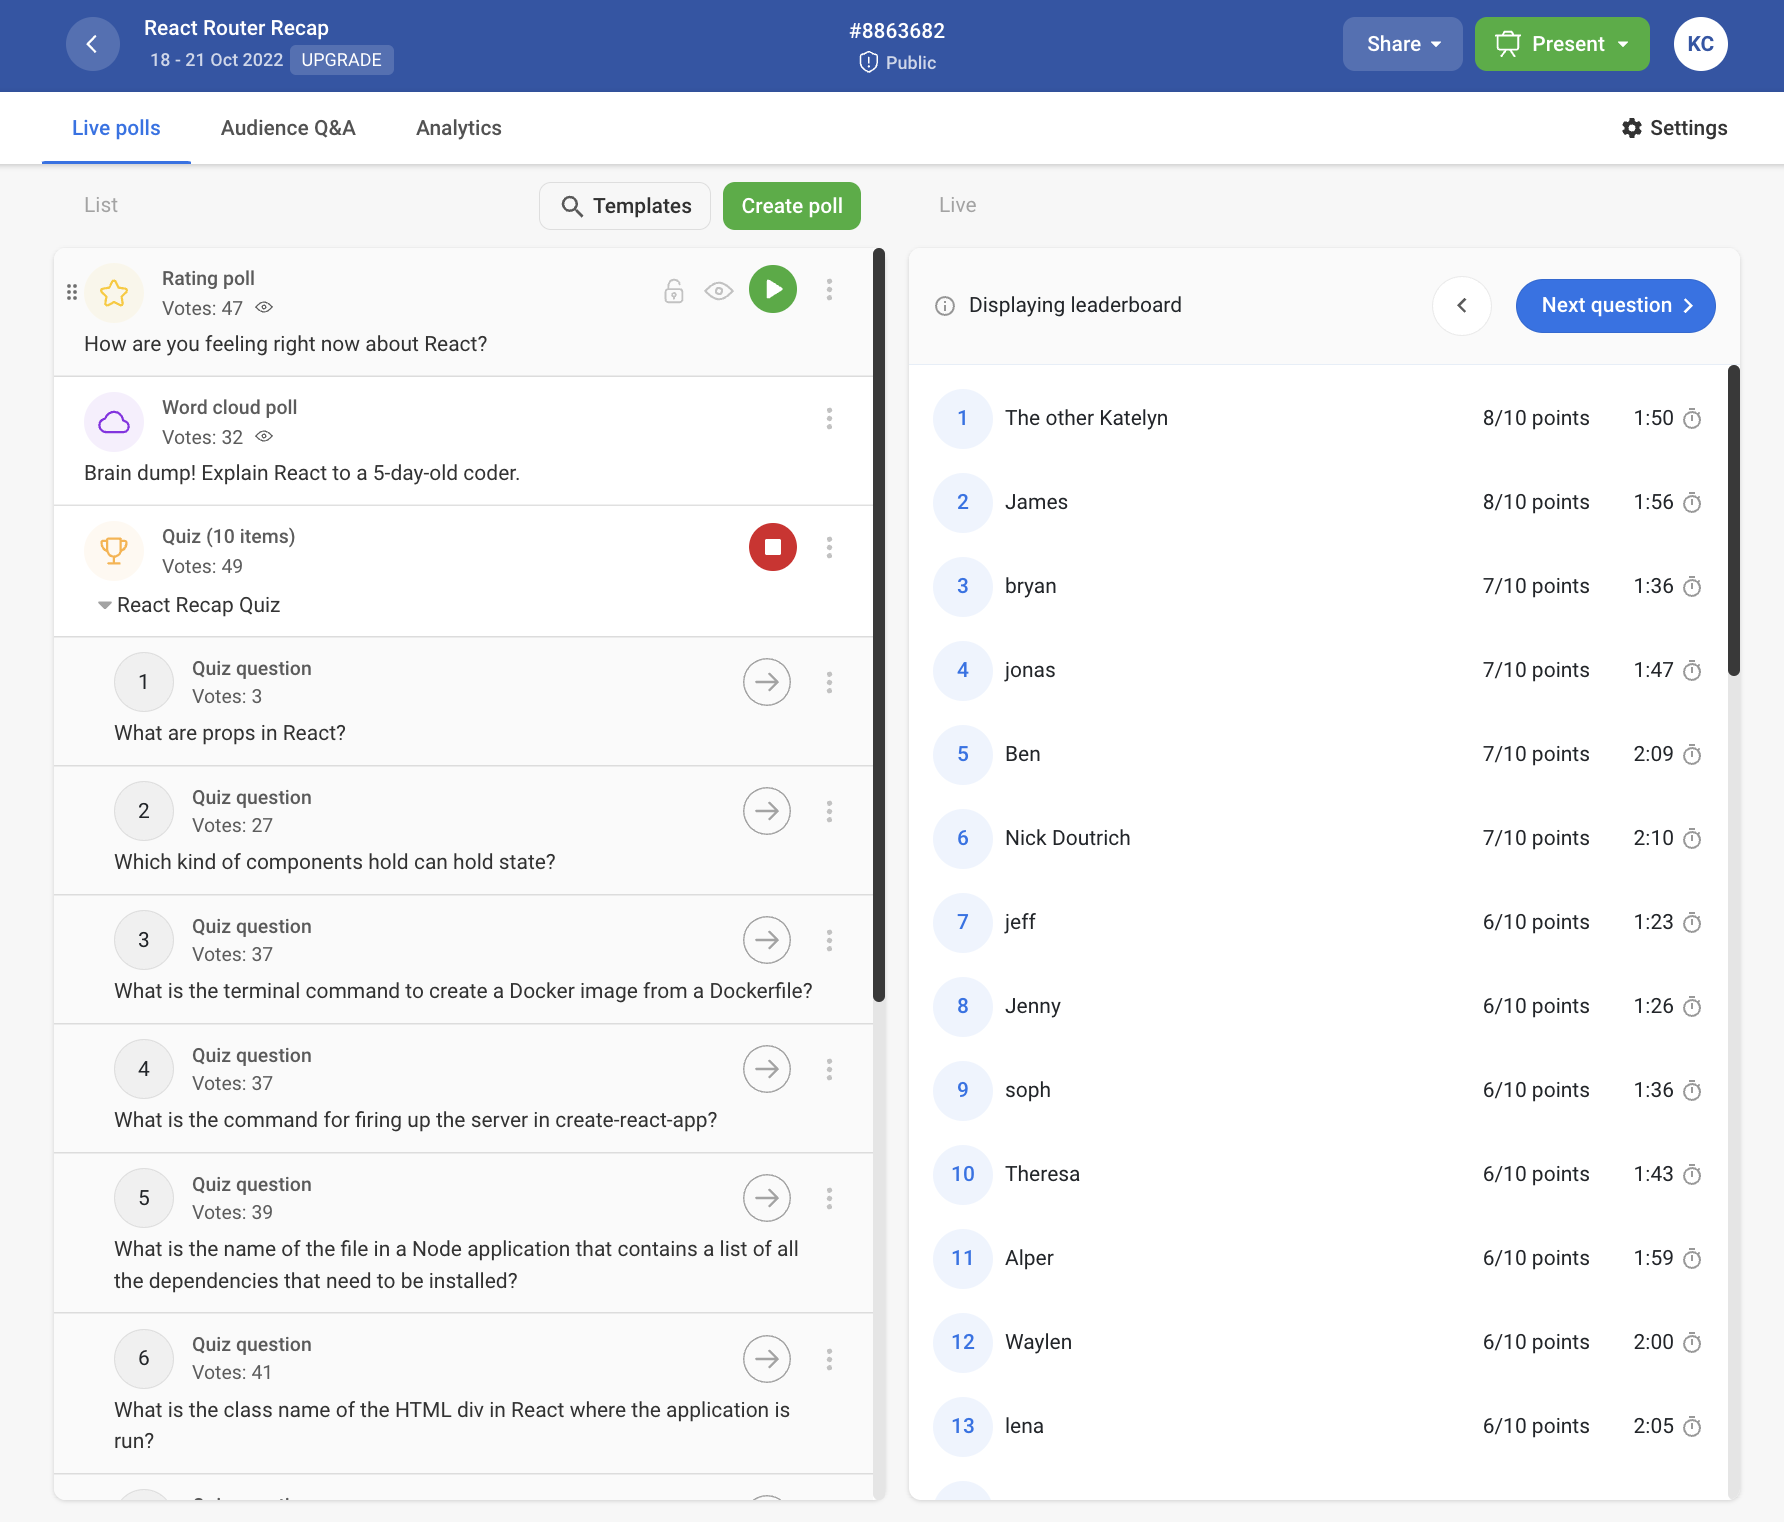 React Router Recap
18 - 21 Oct 2022 UPGRADE
#8863682
Public
Share
Present
KC
Live polls
Audience Q&A
Analytics
Settings
List
Templates
Create poll
Rating poll
Votes: 47
How are you feeling right now about React?
Word cloud poll
Votes: 32
Brain dump! Explain React to a 5-day-old coder.
Quiz (10 items)
Votes: 49
React Recap Quiz
1
Quiz question
Votes: 3
What are props in React?
2
Quiz question
Votes: 27
Which kind of components hold can hold state?
3
Quiz question
Votes: 37
What is the terminal command to create a Docker image from a Dockerfile?
4
Quiz question
Votes: 37
What is the command for firing up the server in create-react-app?
5
Quiz question
Votes: 39
What is the name of the file in a Node application that contains a list of all
the dependencies that need to be installed?
6
Quiz question
Votes: 41
What is the class name of the HTML div in React where the application is
run?
Live
Displaying leaderboard
Next question
1 The other Katelyn 8/10 points 1:50
2 James 8/10 points 1:56
3 bryan 7/10 points 1:36
4 jonas 7/10 points 1:47
5 Ben 7/10 points 2:09
6 Nick Doutrich 7/10 points 2:10
7 jeff 6/10 points 1:23
8 Jenny 6/10 points 1:26
9 soph 6/10 points 1:36
10 Theresa 6/10 points 1:43
11 Alper 6/10 points 1:59
12 Waylen 6/10 points 2:00
13 lena 6/10 points 2:05